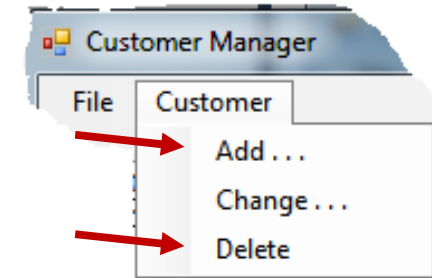 Customer Manager
File Customer
Add . . .
Change . . .
Delete